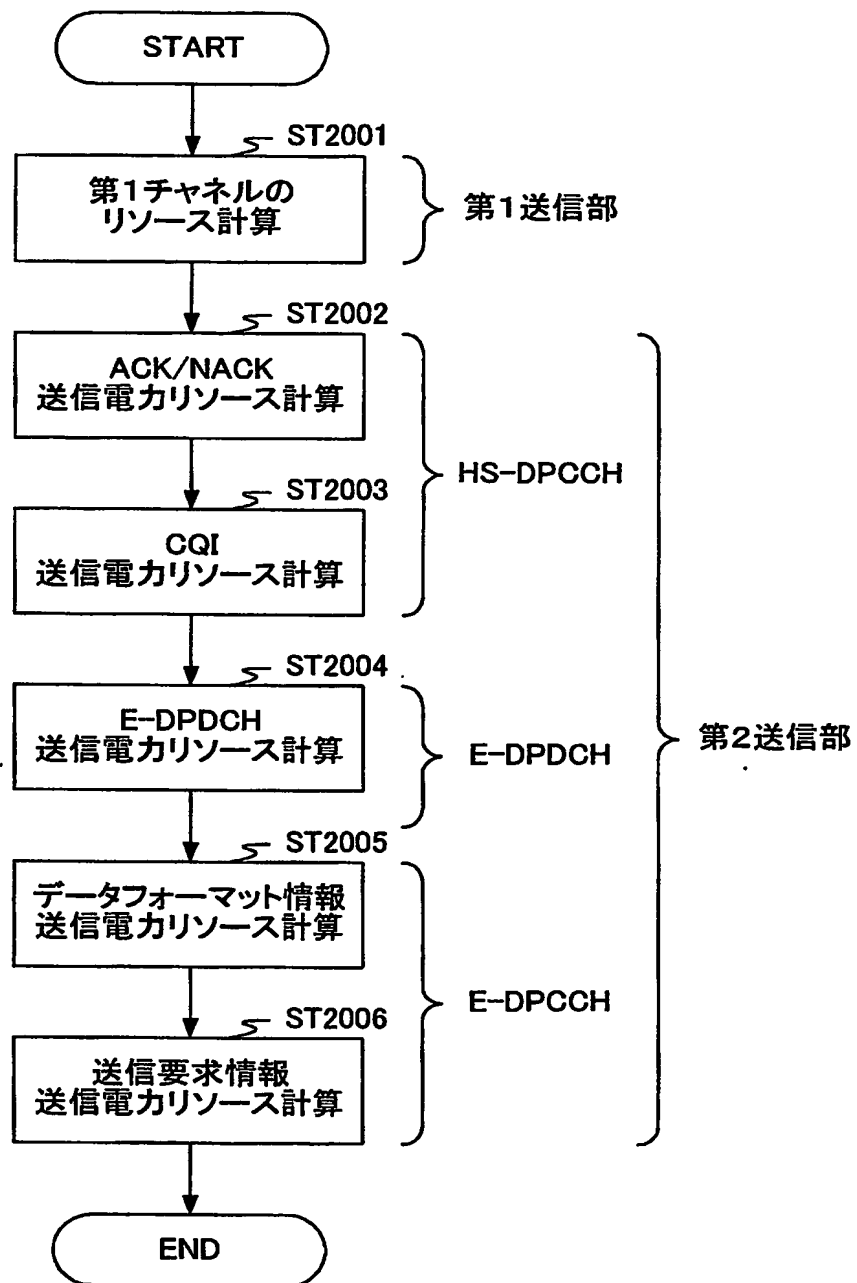 START
ST2001
第1チャネルの
リソース計算
第1送信部
ST2002
ACK/NACK
送信電力リソース計算
HS-DPCCH
ST2003
CQI
送信電力リソース計算
ST2004
E-DPDCH
送信電力リソース計算
E-DPDCH
第2送信部
ST2005
データフォーマット情報
送信電力リソース計算
E-DPCCH
ST2006
送信要求情報
送信電力リソース計算
END